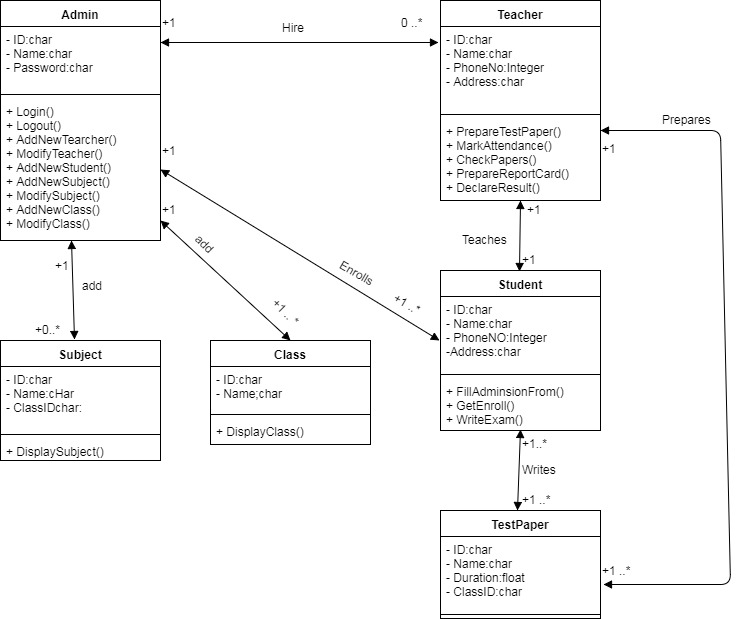 Admin
- ID:char
- Name:char
- Password:char
+ Login()
+ Logout()
+ AddNewTearcher()
+ ModifyTeacher()
+ AddNewStudent()
+ AddNewSubject()
+ ModifySubject()
+ AddNewClass()
+ ModifyClass()
+1
Hire
0 ..*
Teacher
- ID:char
- Name:char
- PhoneNo:Integer
- Address:char
+ PrepareTestPaper()
+ MarkAttendance()
+ CheckPapers()
+ PrepareReportCard()
+ DeclareResult()
Prepares
+1
+1
+1
+1
Teaches
+1
add
Enrolls
+1.. *
+1
add
+0..*
+1.. *
Student
- ID:char
- Name:char
- PhoneNO:Integer
-Address:char
+ FillAdminsionFrom()
+ GetEnroll()
+ WriteExam()
Subject
- ID:char
- Name:cHar
- ClassIDchar:
+ DisplaySubject()
Class
- ID:char
- Name;char
+ DisplayClass()
+1..*
Writes
+1 ..*
TestPaper
- ID:char
- Name:char
- Duration:float
- ClassID:char
+1 ..*